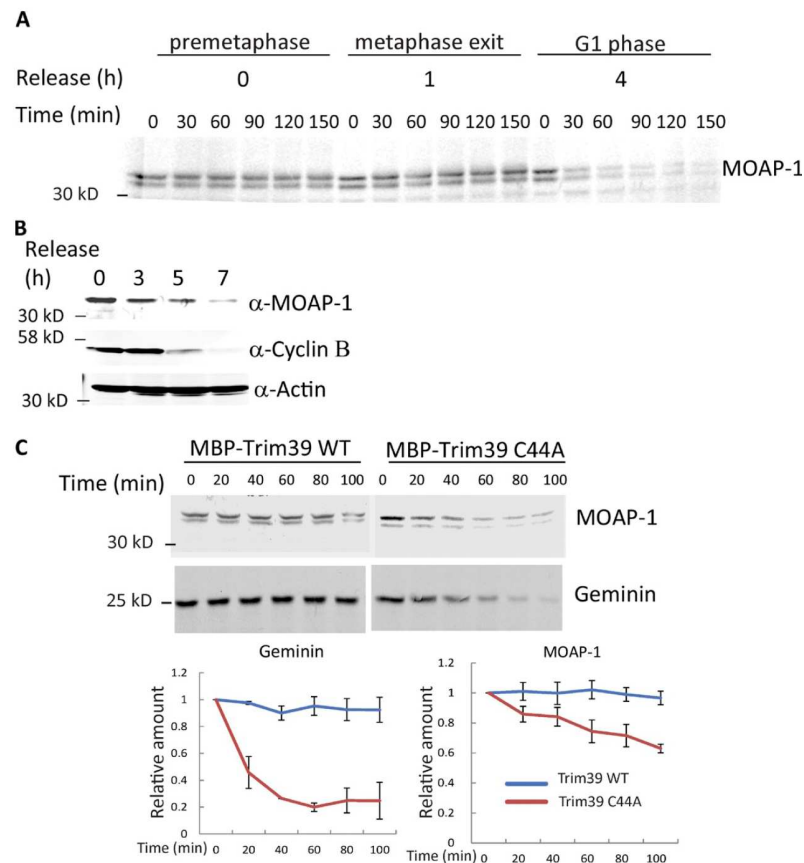 A
premetaphase metaphase exit G1 phase
Release (h) 0 1 4
Time (min) 0 30 60 90 120 150 0 30 60 90 120 150 0 30 60 90 120 150
MOAP-1
30 kD
B
Release
(h) 0 3 5 7
α-MOAP-1
30 kD
58 kD
α-Cyclin B
α-Actin
30 kD
C
MBP-Trim39 WT MBP-Trim39 C44A
Time (min) 0 20 40 60 80 100 0 20 40 60 80 100
MOAP-1
30 kD
25 kD Geminin
Geminin
Relative amount
1.2
1
0.8
0.6
0.4
0.2
0
Time (min) 0 20 40 60 80 100
MOAP-1
Relative amount
1.2
1
0.8
0.6
0.4
0.2
0
Trim39 WT
Trim39 C44A
Time (min) 0 20 40 60 80 100